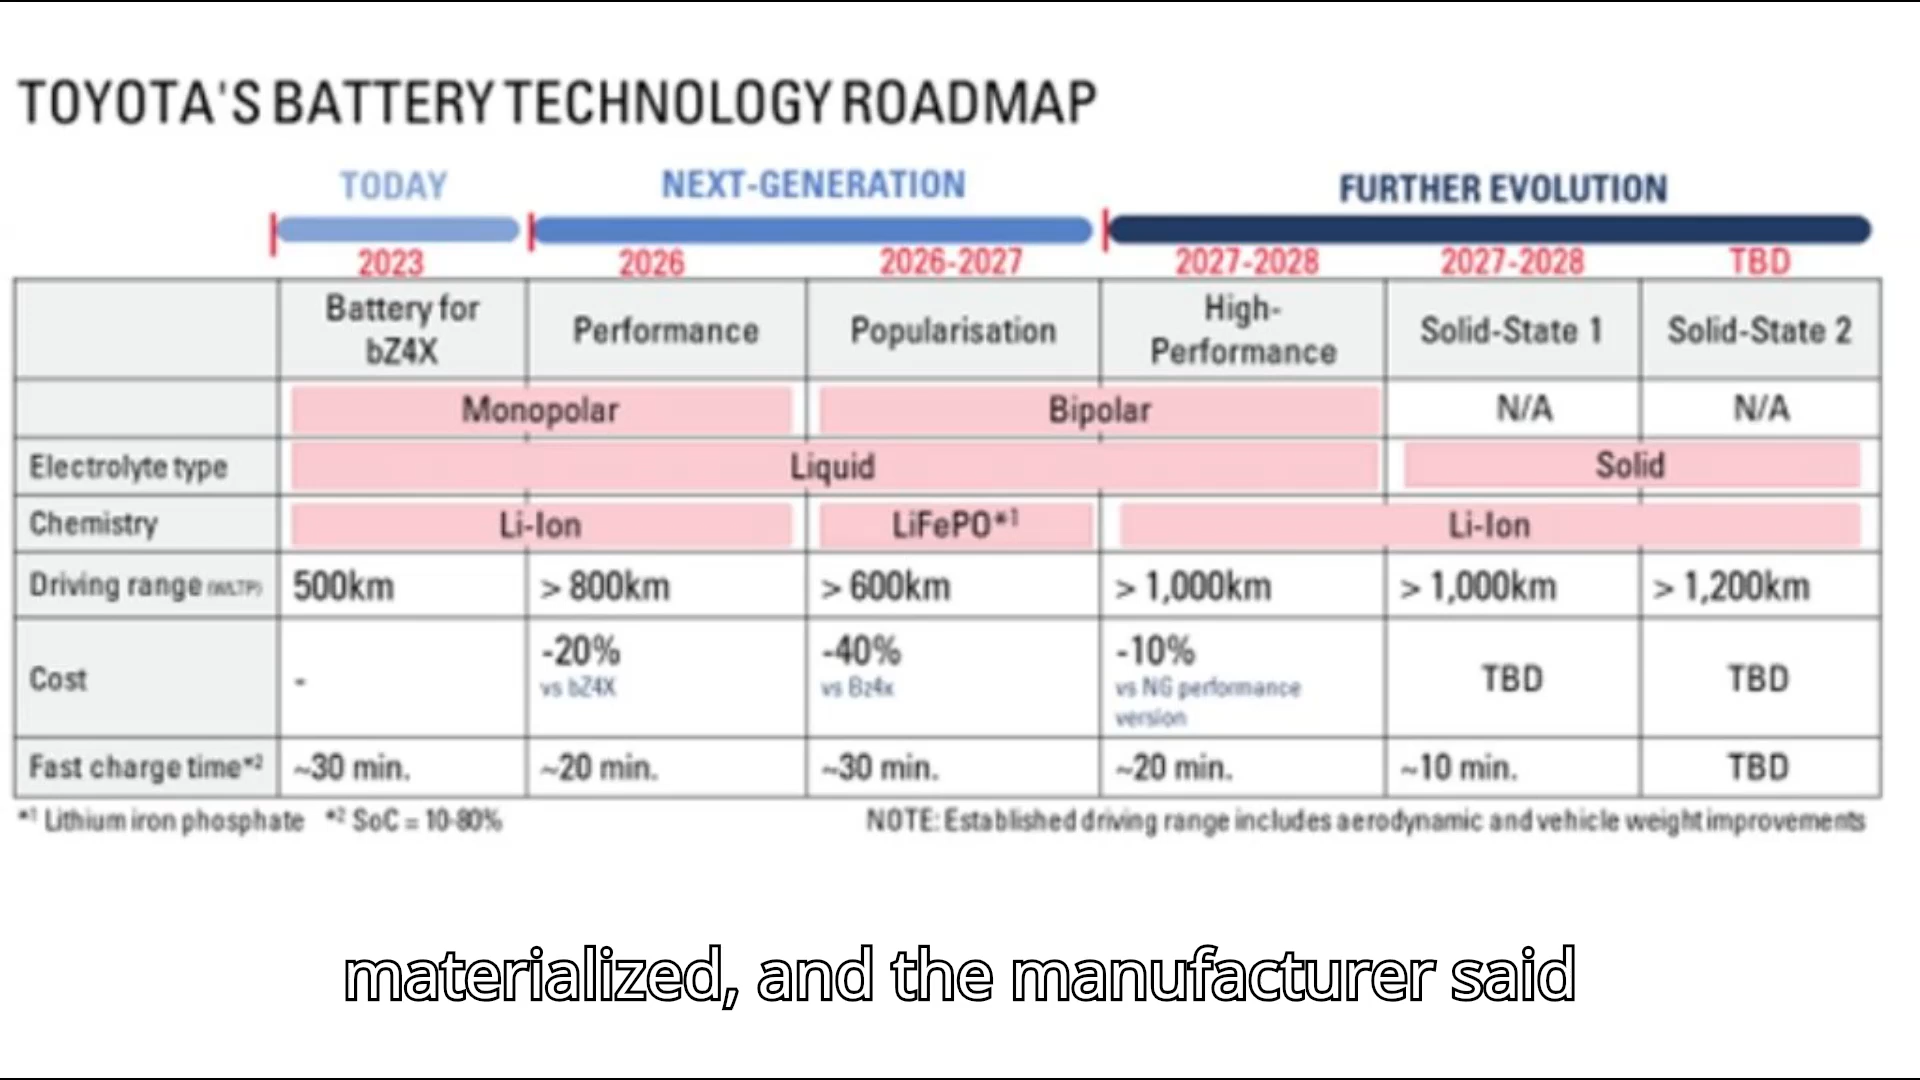 TOYOTA'S BATTERY TECHNOLOGY ROADMAP
TODAY NEXT-GENERATION FURTHER EVOLUTION
2023 2026 2026-2027 2027-2028 2027-2028 TBD
Battery for bZ4X Performance Popularisation High-Performance Solid-State 1 Solid-State 2
Monopolar Bipolar N/A N/A
Electrolyte type Liquid Solid
Chemistry Li-Ion LiFePO*1 Li-Ion
Driving range (WLTP) 500km > 800km > 600km > 1,000km > 1,000km > 1,200km
Cost - -20% vs bZ4X -40% vs Bz4x -10% vs NG performance version TBD TBD
Fast charge time*2 ~30 min. ~20 min. ~30 min. ~20 min. ~10 min. TBD
*1 Lithium iron phosphate *2 SoC = 10-80% NOTE: Established driving range includes aerodynamic and vehicle weight improvements
materialized, and the manufacturer said